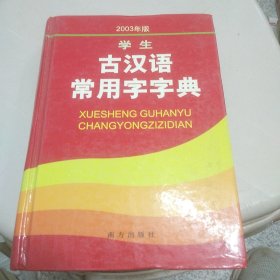 2003年版
学生
古汉语
常用字字典
XUESHENG GUHANYU
CHANGYONGZIZIDIAN
南方出版社